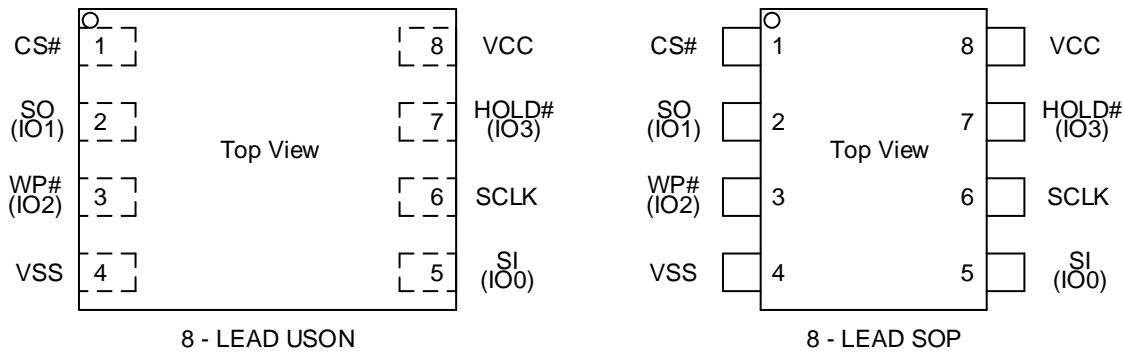 CS#
1
8
VCC
SO
(IO1)
2
7
HOLD#
(IO3)
Top View
WP#
(IO2)
3
6
SCLK
VSS
4
5
SI
(IO0)
8 - LEAD USON
CS#
1
8
VCC
SO
(IO1)
2
7
HOLD#
(IO3)
Top View
WP#
(IO2)
3
6
SCLK
VSS
4
5
SI
(IO0)
8 - LEAD SOP